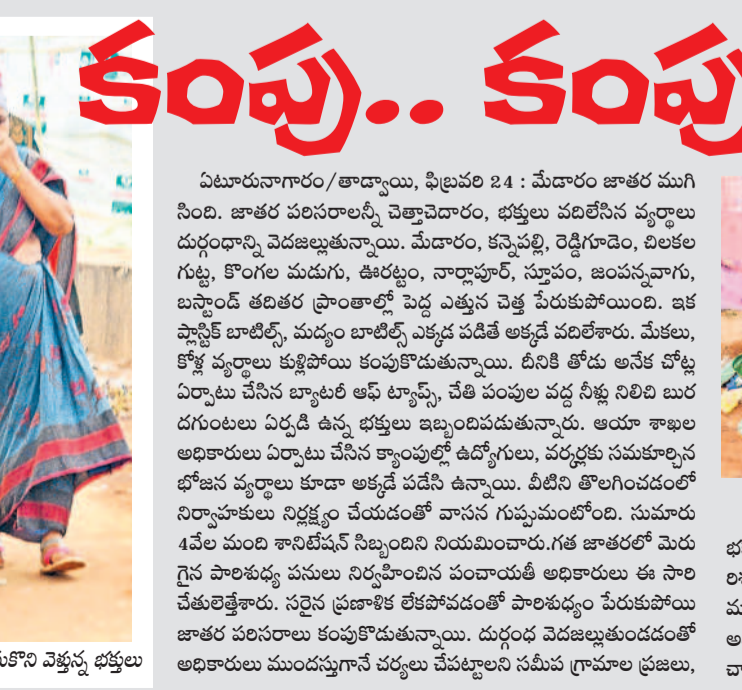 కంపు.. కంపు
ఏటూరునాగారం/తాడ్వాయి, ఫిబ్రవరి 24 : మేడారం జాతర ముగి
సింది. జాతర పరిసరాలన్నీ చెత్తాచెదారం, భక్తులు వదిలేసిన వ్యర్థాలు
దుర్గంధాన్ని వెదజల్లుతున్నాయి. మేడారం, కన్నెపల్లి, రెడ్డిగూడెం, చిలకల
గుట్ట, కొంగల మడుగు, ఊరట్టం, నార్లాపూర్, స్తూపం, జంపన్నవాగు,
బస్టాండ్ తదితర ప్రాంతాల్లో పెద్ద ఎత్తున చెత్త పేరుకుపోయింది. ఇక
ప్లాస్టిక్ బాటిల్స్, మద్యం బాటిల్స్ ఎక్కడ పడితే అక్కడే వదిలేశారు. మేకలు,
కోళ్ల వ్యర్థాలు కుళ్లిపోయి కంపుకొడుతున్నాయి. దీనికి తోడు అనేక చోట్ల
ఏర్పాటు చేసిన బ్యాటరీ ఆఫ్ ట్యాప్స్, చేతి పంపుల వద్ద నీళ్లు నిలిచి బుర
దగుంటలు ఏర్పడి ఉన్న భక్తులు ఇబ్బందిపడుతున్నారు. ఆయా శాఖల
అధికారులు ఏర్పాటు చేసిన క్యాంపుల్లో ఉద్యోగులు, వర్కర్లకు సమకూర్చిన
భోజన వ్యర్థాలు కూడా అక్కడే పడేసి ఉన్నాయి. వీటిని తొలగించడంలో
నిర్వాహకులు నిర్లక్ష్యం చేయడంతో వాసన గుప్పుమంటోంది. సుమారు
4వేల మంది శానిటేషన్ సిబ్బందిని నియమించారు.గత జాతరలో మెరు
గైన పారిశుధ్య పనులు నిర్వహించిన పంచాయతీ అధికారులు ఈ సారి
చేతులెత్తేశారు. సరైన ప్రణాళిక లేకపోవడంతో పారిశుధ్యం పేరుకుపోయి
జాతర పరిసరాలు కంపుకొడుతున్నాయి. దుర్గంధ వెదజల్లుతుండడంతో
అధికారులు ముందస్తుగానే చర్యలు చేపట్టాలని సమీప గ్రామాల ప్రజలు,
కొని వెళ్తున్న భక్తులు